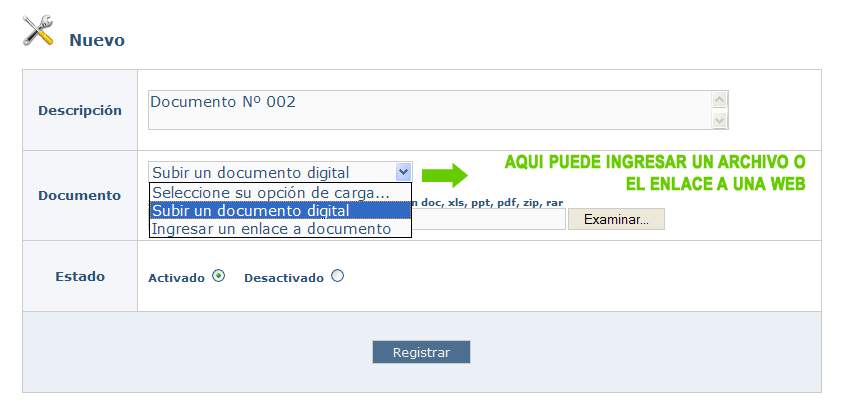 Nuevo
Descripción
Documento Nº 002
Documento
Subir un documento digital
AQUI PUEDE INGRESAR UN ARCHIVO O
EL ENLACE A UNA WEB
Seleccione su opción de carga...
Subir un documento digital
Ingresar un enlace a documento
doc, xls, ppt, pdf, zip, rar
Examinar...
Estado
Activado
Desactivado
Registrar